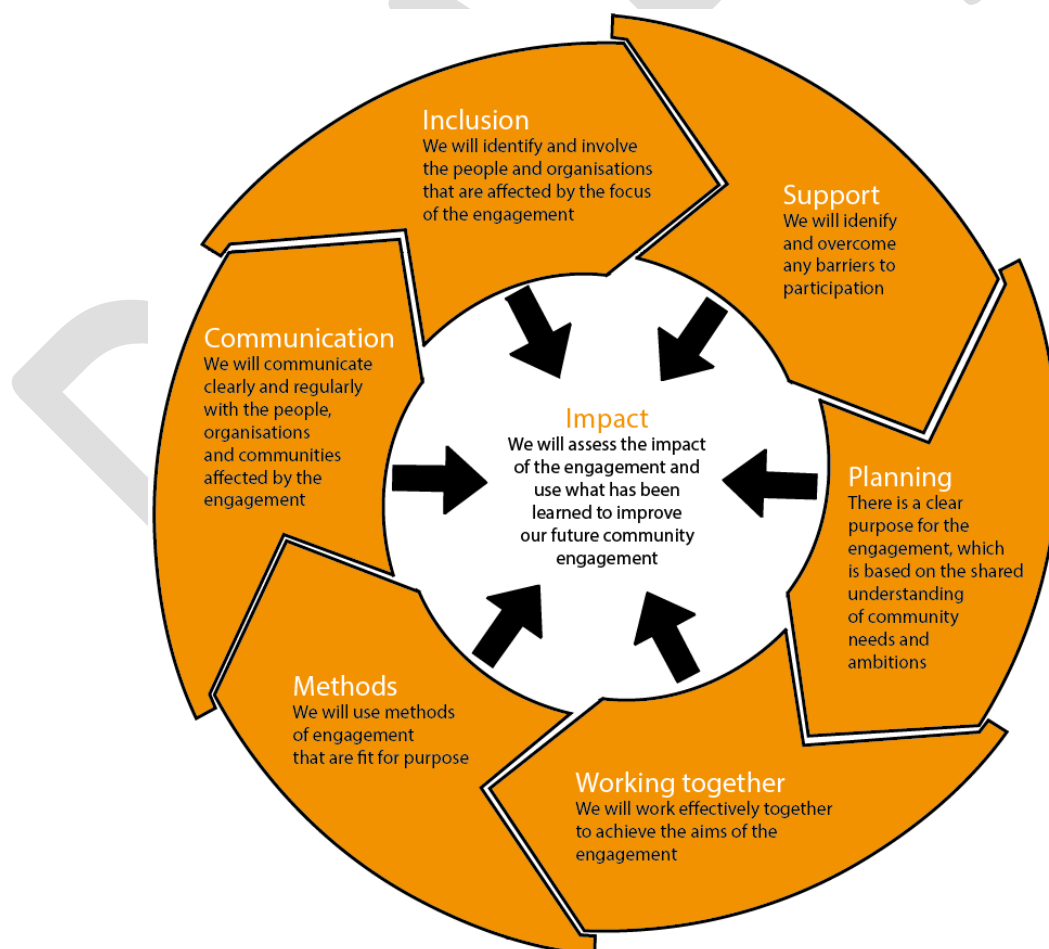 Inclusion
We will identify and involve
the people and organisations
that are affected by the focus
of the engagement
Support
We will idenify
and overcome
any barriers to
participation
Planning
There is a clear
purpose for the
engagement, which
is based on the shared
understanding
of community
needs and
ambitions
Working together
We will work effectively together
to achieve the aims of the
engagement
Methods
We will use methods
of engagement
that are fit for purpose
Communication
We will communicate
clearly and regularly
with the people,
organisations
and communities
affected by the
engagement
Impact
We will assess the impact
of the engagement and
use what has been
learned to improve
our future community
engagement